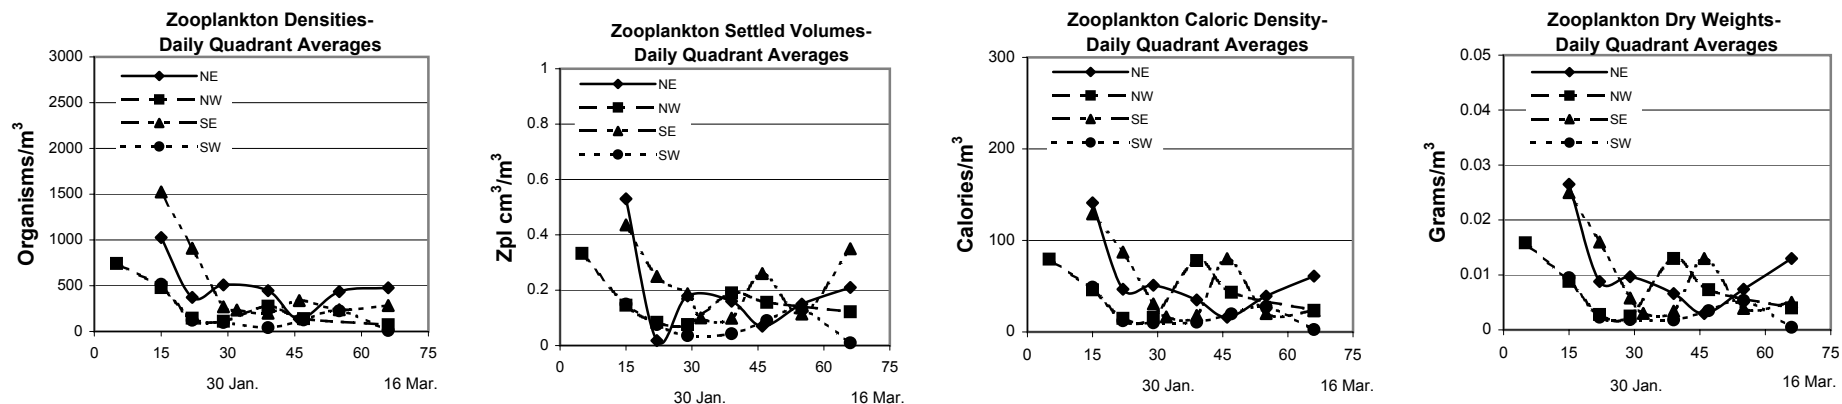 Zooplankton Densities-
Daily Quadrant Averages
3000
2500
2000
1500
1000
500
0
Organisms/m³
NE
NW
SE
SW
0 15 30 45 60 75
30 Jan. 16 Mar.
Zooplankton Settled Volumes-
Daily Quadrant Averages
1
0.8
0.6
0.4
0.2
0
Zpl cm³/m³
NE
NW
SE
SW
0 15 30 45 60 75
30 Jan. 16 Mar.
Zooplankton Caloric Density-
Daily Quadrant Averages
300
200
100
0
Calories/m³
NE
NW
SE
SW
0 15 30 45 60 75
30 Jan. 16 Mar.
Zooplankton Dry Weights-
Daily Quadrant Averages
0.05
0.04
0.03
0.02
0.01
0
Grams/m³
NE
NW
SE
SW
0 15 30 45 60 75
30 Jan. 16 Mar.